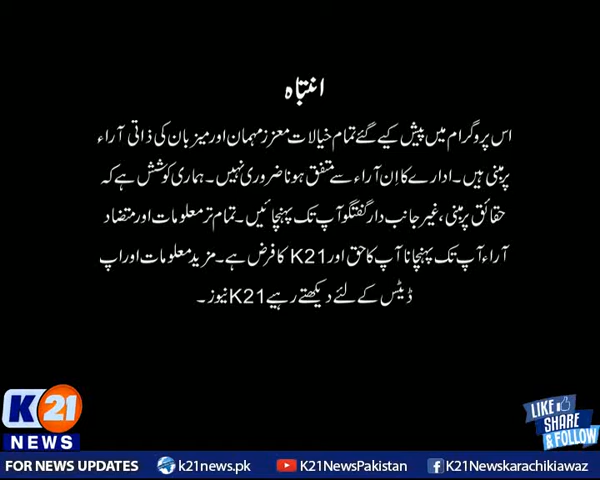 انتباہ
اس پروگرام میں پیش کیے گئے تمام خیالات معزز مہمان اور میزبان کی ذاتی آراء
پر مبنی ہیں۔ ادارے کا اِن آراء سے متفق ہونا ضروری نہیں۔ ہماری کوشش ہے کہ
حقائق پر مبنی، غیر جانب دار گفتگو آپ تک پہنچائیں۔ تمام تر معلومات اور متضاد
آراء آپ تک پہنچانا آپ کا حق اور K21 کا فرض ہے۔ مزید معلومات اور اپ
ڈیٹس کے لئے دیکھتے رہیے K21 نیوز۔
K21
NEWS
LIKE
SHARE
& FOLLOW
FOR NEWS UPDATES k21news.pk K21NewsPakistan K21Newskarachikiawaz